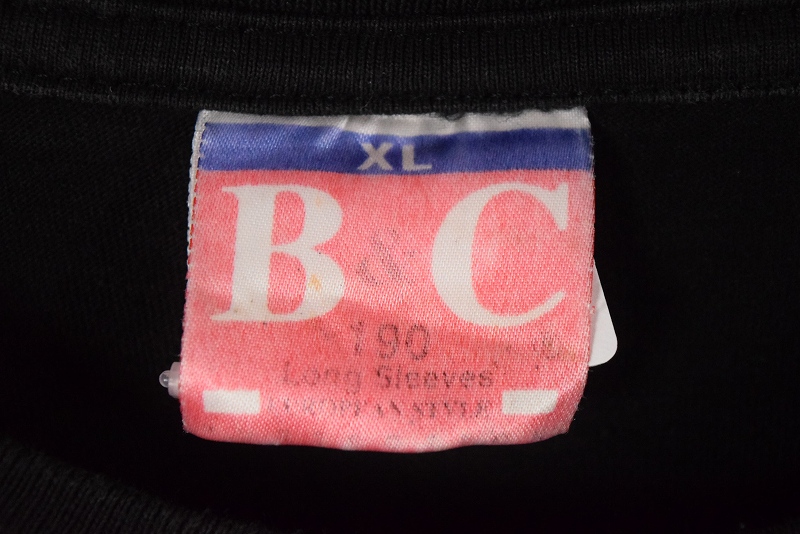 XL
B & C
190
Long Sleeves